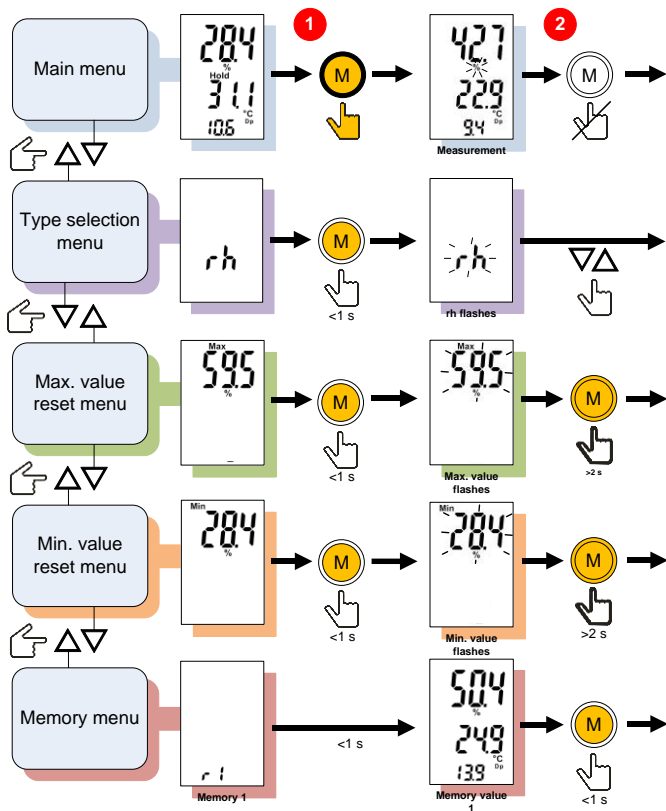 Main menu
28.4
%
Hold
31.1
°C
Dp
10.6
1
M
42.7
%
22.9
°C
Dp
9.4
Measurement
2
M
Type selection
menu
rh
M
<1 s
rh
rh flashes
Max. value
reset menu
Max
59.5
%
M
<1 s
Max
59.5
%
Max. value
flashes
M
>2 s
Min. value
reset menu
Min
28.4
%
M
<1 s
Min
28.4
%
Min. value
flashes
M
>2 s
Memory menu
r 1
Memory 1
<1 s
50.4
%
24.9
°C
Dp
13.9
Memory value
1
M
<1 s